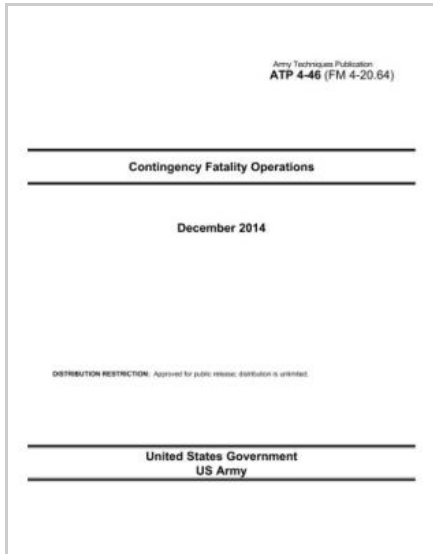 Army Techniques Publication
ATP 4-46 (FM 4-20.64)
Contingency Fatality Operations
December 2014
DISTRIBUTION RESTRICTION: Approved for public release; distribution is unlimited.
United States Government
US Army